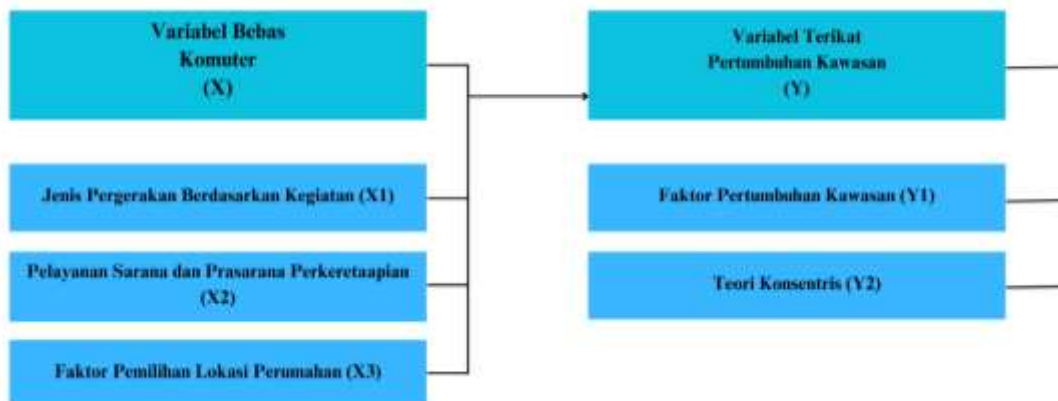 Variabel Bebas
Komuter
(X)
Jenis Pergerakan Berdasarkan Kegiatan (X1)
Pelayanan Sarana dan Prasarana Perkeretaapian
(X2)
Faktor Pemilihan Lokasi Perumahan (X3)
Variabel Terikat
Pertumbuhan Kawasan
(Y)
Faktor Pertumbuhan Kawasan (Y1)
Teori Konsentris (Y2)